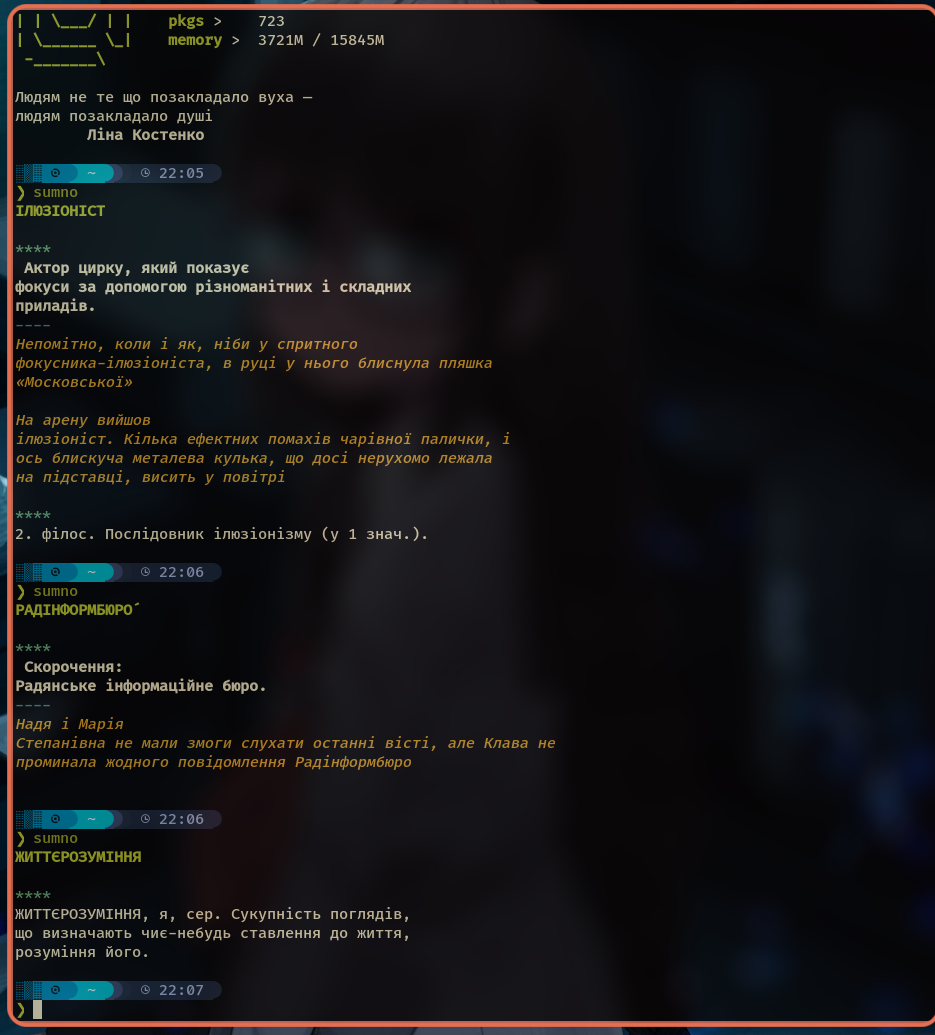 | | \___/ | |    pkgs >    723
| \______ \_|    memory >  3721M / 15845M
 -_______\
Людям не те що позакладало вуха —
людям позакладало душі
Ліна Костенко
~ 22:05
❯ sumno
ІЛЮЗІОНІСТ
****
Актор цирку, який показує
фокуси за допомогою різноманітних і складних
приладів.
----
Непомітно, коли і як, ніби у спритного
фокусника-ілюзіоніста, в руці у нього блиснула пляшка
«Московської»
На арену вийшов
ілюзіоніст. Кілька ефектних помахів чарівної палички, і
ось блискуча металева кулька, що досі нерухомо лежала
на підставці, висить у повітрі
****
2. філос. Послідовник ілюзіонізму (у 1 знач.).
~ 22:06
❯ sumno
РАДІНФОРМБЮРО´
****
Скорочення:
Радянське інформаційне бюро.
----
Надя і Марія
Степанівна не мали змоги слухати останні вісті, але Клава не
проминала жодного повідомлення Радінформбюро
~ 22:06
❯ sumno
ЖИТТЄРОЗУМІННЯ
****
ЖИТТЄРОЗУМІННЯ, я, сер. Сукупність поглядів,
що визначають чиє-небудь ставлення до життя,
розуміння його.
~ 22:07
❯